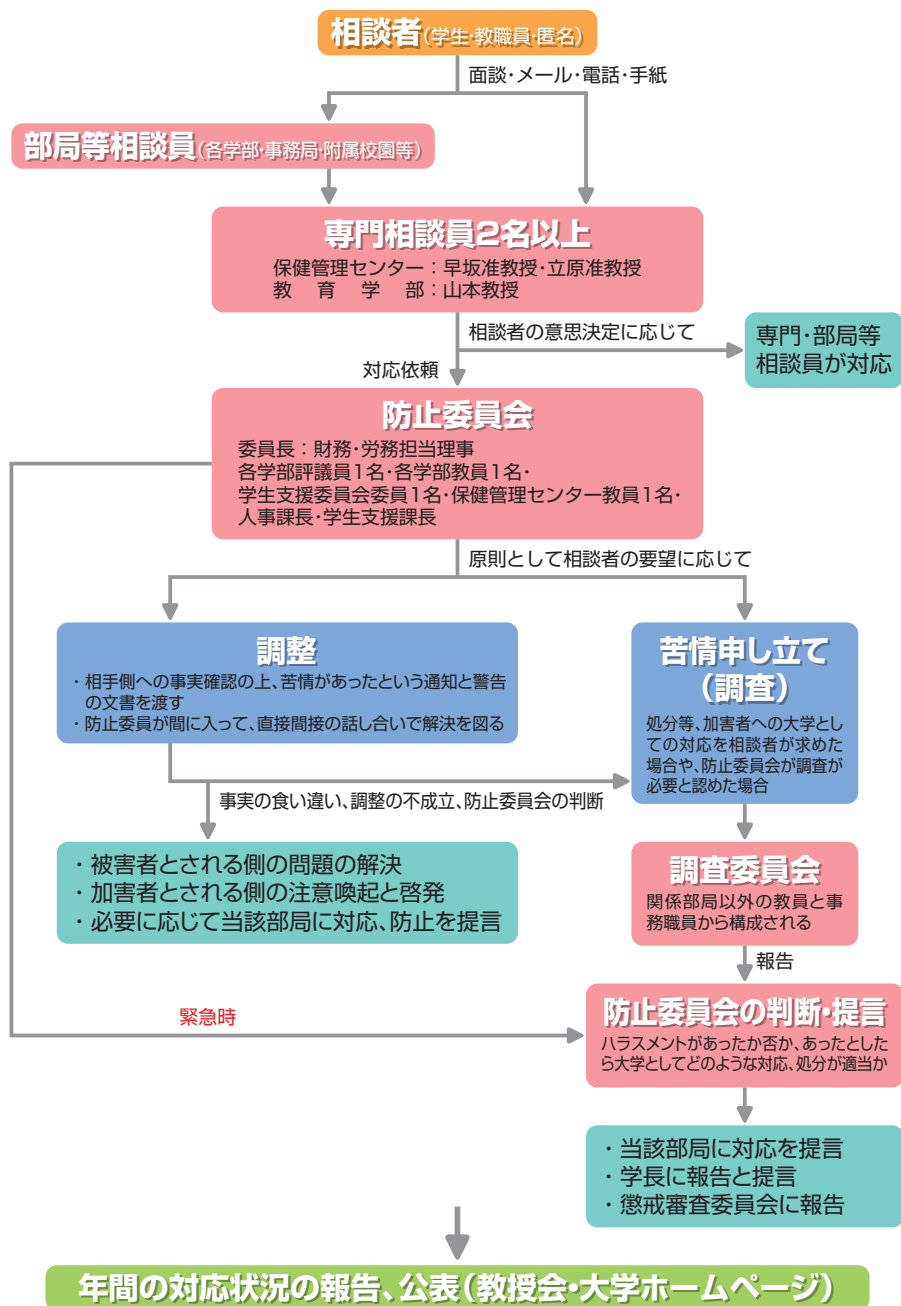 相談者(学生・教職員・匿名)
面談・メール・電話・手紙
部局等相談員(各学部・事務局・附属校園等)
専門相談員2名以上
保健管理センター：早坂准教授・立原准教授
教育学部：山本教授
相談者の意思決定に応じて
専門・部局等
相談員が対応
対応依頼
防止委員会
委員長：財務・労務担当理事
各学部評議員1名・各学部教員1名・
学生支援委員会委員1名・保健管理センター教員1名・
人事課長・学生支援課長
原則として相談者の要望に応じて
調整
・相手側への事実確認の上、苦情があったという通知と警告
の文書を渡す
・防止委員が間に入って、直接間接の話し合いで解決を図る
苦情申し立て
(調査)
処分等、加害者への大学とし
ての対応を相談者が求めた
場合や、防止委員会が調査が
必要と認めた場合
事実の食い違い、調整の不成立、防止委員会の判断
・被害者とされる側の問題の解決
・加害者とされる側の注意喚起と啓発
・必要に応じて当該部局に対応、防止を提言
調査委員会
関係部局以外の教員と事
務職員から構成される
報告
緊急時
防止委員会の判断・提言
ハラスメントがあったか否か、あったとした
ら大学としてどのような対応、処分が適当か
・当該部局に対応を提言
・学長に報告と提言
・懲戒審査委員会に報告
年間の対応状況の報告、公表(教授会・大学ホームページ)